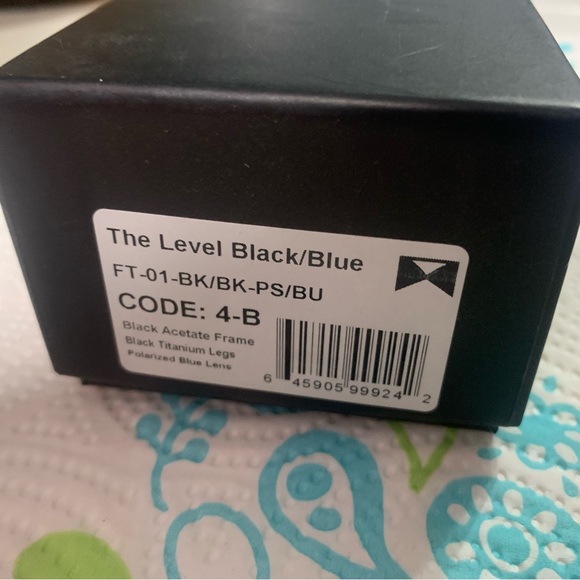 The Level Black/Blue
FT-01-BK/BK-PS/BU
CODE: 4-B
Black Acetate Frame
Black Titanium Legs
Polarized Blue Lens
6 45905 99924 2